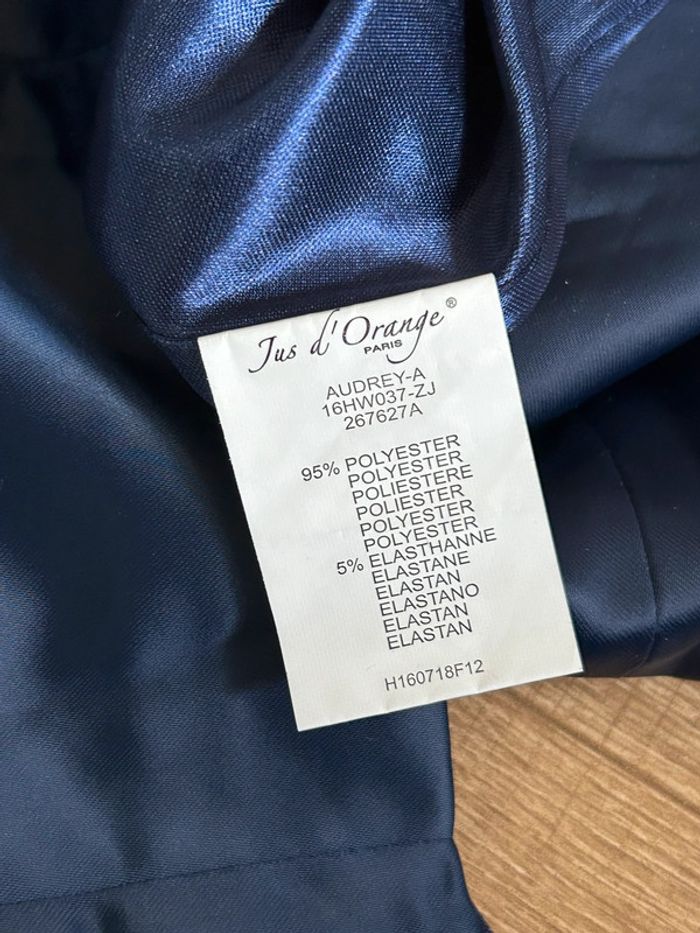 Jus d'Orange®
PARIS
AUDREY-A
16HW037-ZJ
267627A
95% POLYESTER
POLYESTER
POLIESTERE
POLIESTER
POLYESTER
POLYESTER
5% ELASTHANNE
ELASTANE
ELASTAN
ELASTANO
ELASTAN
ELASTAN
H160718F12